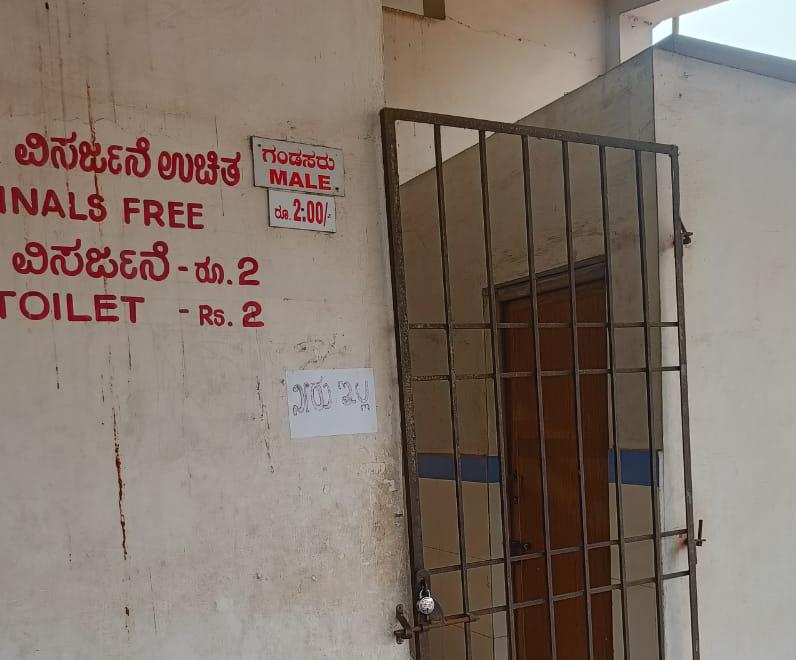 ವಿಸರ್ಜನೆ ಉಚಿತ
INALS FREE
ವಿಸರ್ಜನೆ - ರೂ. 2
TOILET - Rs. 2
ಗಂಡಸರು
MALE
ರೂ. 2:00/-
ನೀರು ಇಲ್ಲ